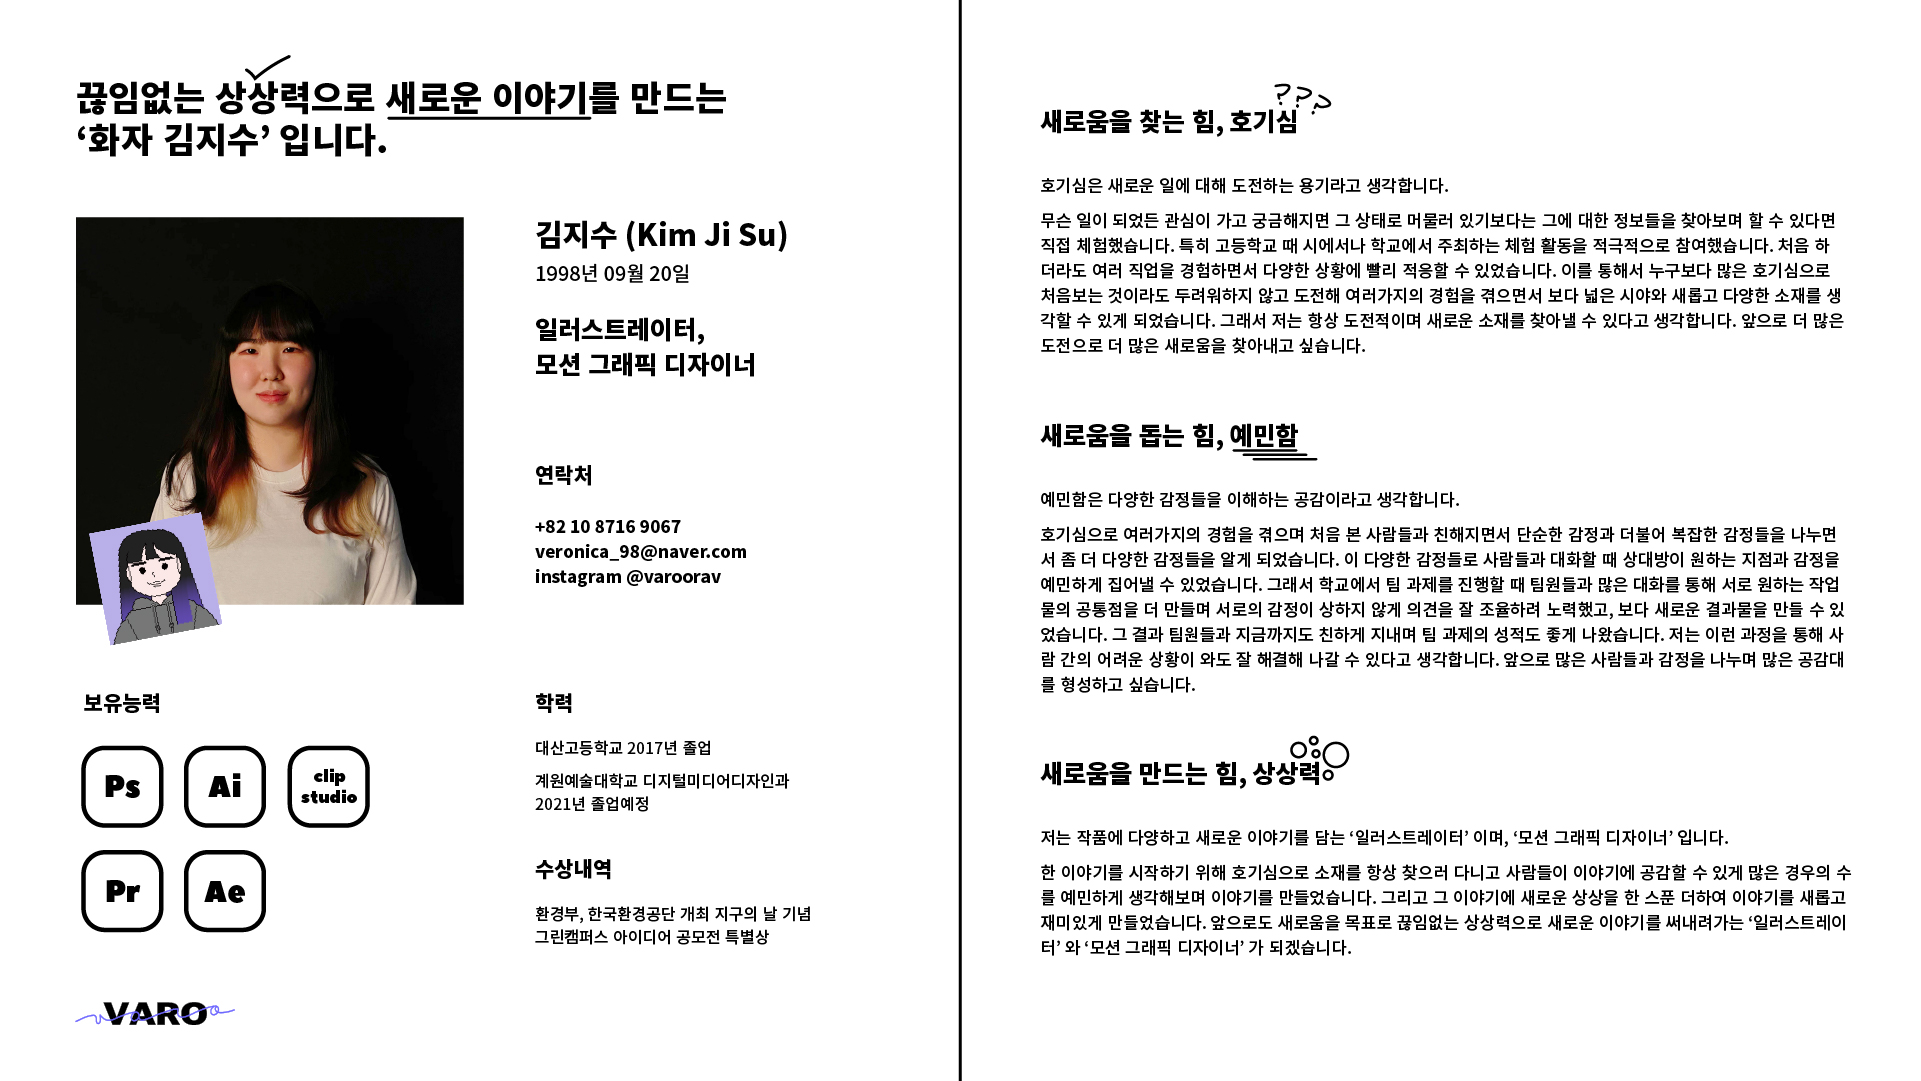 끊임없는 상상력으로 새로운 이야기를 만드는
‘화자 김지수’ 입니다.
김지수 (Kim Ji Su)
1998년 09월 20일
일러스트레이터,
모션 그래픽 디자이너
연락처
+82 10 8716 9067
veronica_98@naver.com
instagram @varoorav
보유능력
Ps
Ai
clip
studio
Pr
Ae
학력
대산고등학교 2017년 졸업
계원예술대학교 디지털미디어디자인과
2021년 졸업예정
수상내역
환경부, 한국환경공단 개최 지구의 날 기념
그린캠퍼스 아이디어 공모전 특별상
VARO
varoo
???
새로움을 찾는 힘, 호기심
호기심은 새로운 일에 대해 도전하는 용기라고 생각합니다.
무슨 일이 되었든 관심이 가고 궁금해지면 그 상태로 머물러 있기보다는 그에 대한 정보들을 찾아보며 할 수 있다면
직접 체험했습니다. 특히 고등학교 때 시에서나 학교에서 주최하는 체험 활동을 적극적으로 참여했습니다. 처음 하
더라도 여러 직업을 경험하면서 다양한 상황에 빨리 적응할 수 있었습니다. 이를 통해서 누구보다 많은 호기심으로
처음보는 것이라도 두려워하지 않고 도전해 여러가지의 경험을 겪으면서 보다 넓은 시야와 새롭고 다양한 소재를 생
각할 수 있게 되었습니다. 그래서 저는 항상 도전적이며 새로운 소재를 찾아낼 수 있다고 생각합니다. 앞으로 더 많은
도전으로 더 많은 새로움을 찾아내고 싶습니다.
새로움을 돕는 힘, 예민함
예민함은 다양한 감정들을 이해하는 공감이라고 생각합니다.
호기심으로 여러가지의 경험을 겪으며 처음 본 사람들과 친해지면서 단순한 감정과 더불어 복잡한 감정들을 나누면
서 좀 더 다양한 감정들을 알게 되었습니다. 이 다양한 감정들로 사람들과 대화할 때 상대방이 원하는 지점과 감정을
예민하게 집어낼 수 있었습니다. 그래서 학교에서 팀 과제를 진행할 때 팀원들과 많은 대화를 통해 서로 원하는 작업
물의 공통점을 더 만들며 서로의 감정이 상하지 않게 의견을 잘 조율하려 노력했고, 보다 새로운 결과물을 만들 수 있
었습니다. 그 결과 팀원들과 지금까지도 친하게 지내며 팀 과제의 성적도 좋게 나왔습니다. 저는 이런 과정을 통해 사
람 간의 어려운 상황이 와도 잘 해결해 나갈 수 있다고 생각합니다. 앞으로 많은 사람들과 감정을 나누며 많은 공감대
를 형성하고 싶습니다.
새로움을 만드는 힘, 상상력
저는 작품에 다양하고 새로운 이야기를 담는 ‘일러스트레이터’ 이며, ‘모션 그래픽 디자이너’ 입니다.
한 이야기를 시작하기 위해 호기심으로 소재를 항상 찾으러 다니고 사람들이 이야기에 공감할 수 있게 많은 경우의 수
를 예민하게 생각해보며 이야기를 만들었습니다. 그리고 그 이야기에 새로운 상상을 한 스푼 더하여 이야기를 새롭고
재미있게 만들었습니다. 앞으로도 새로움을 목표로 끊임없는 상상력으로 새로운 이야기를 써내려가는 ‘일러스트레이
터’ 와 ‘모션 그래픽 디자이너’ 가 되겠습니다.